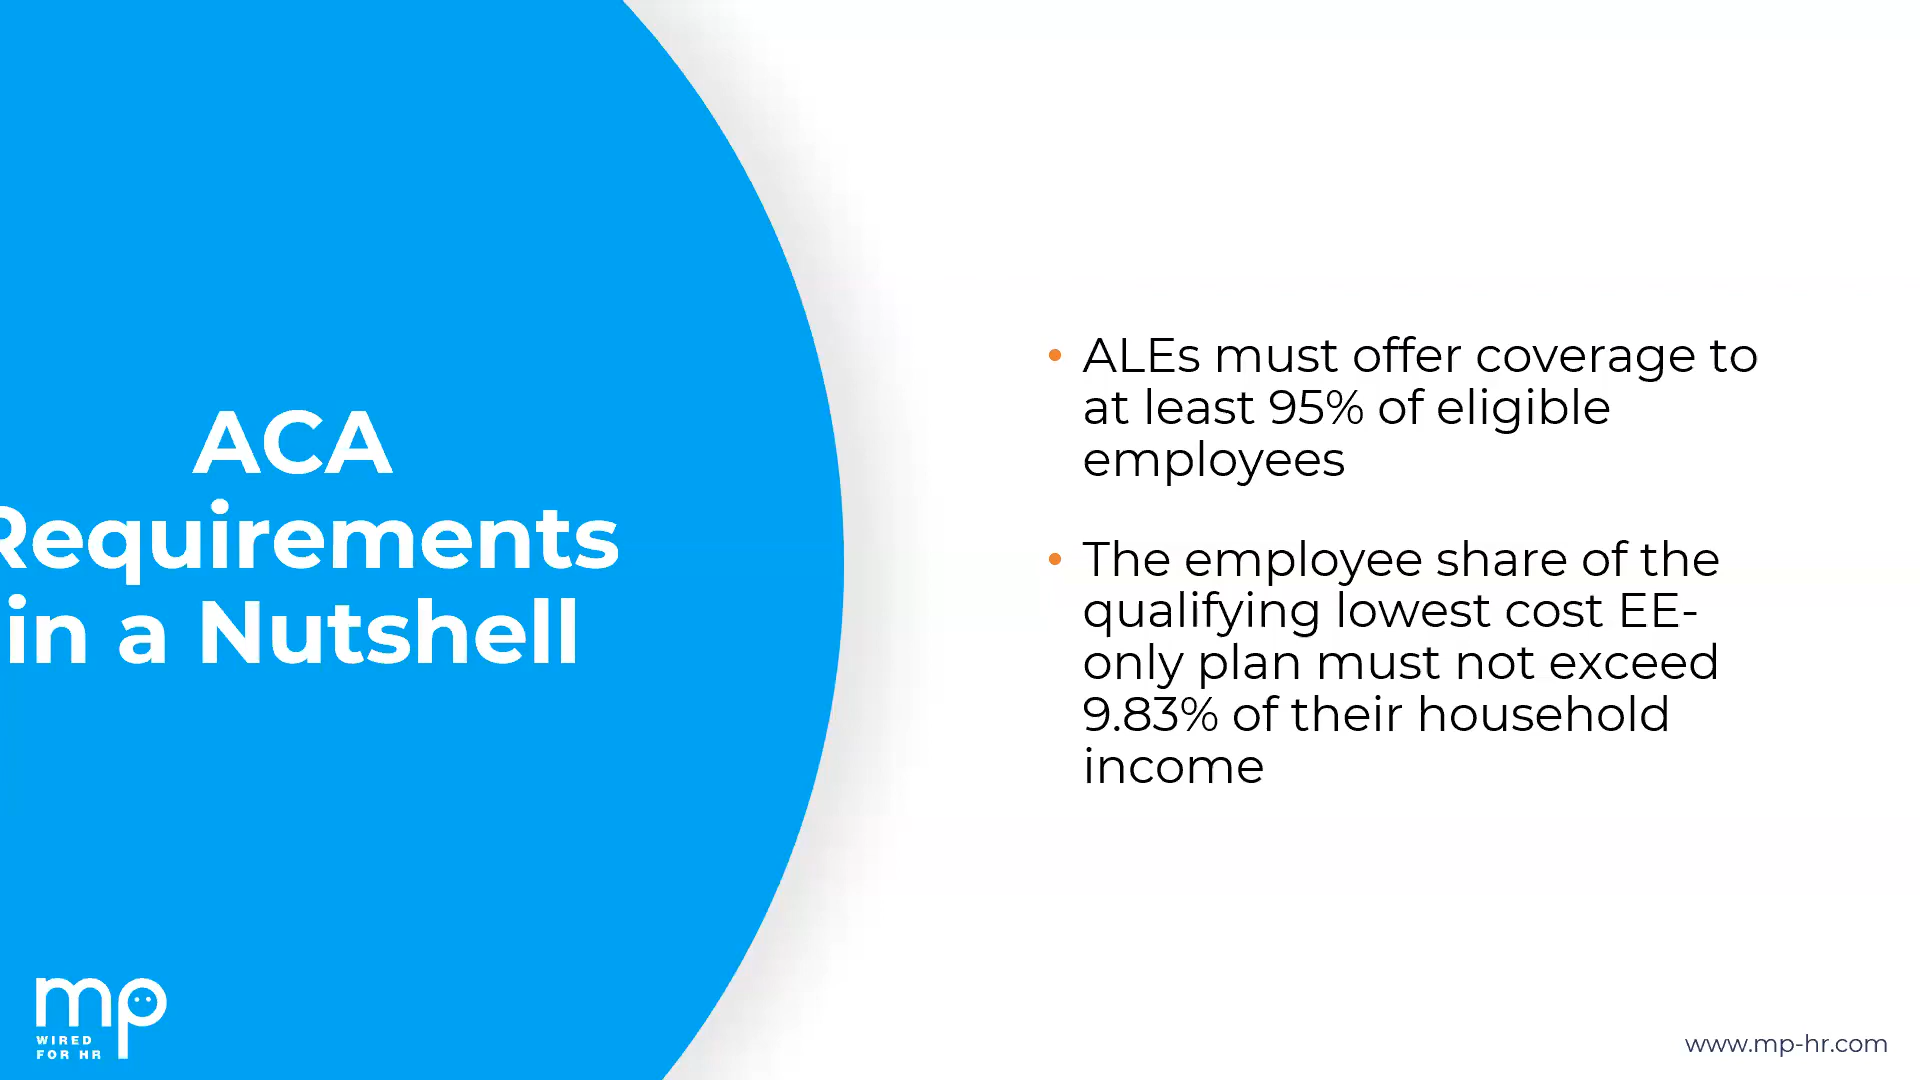 ACA
Requirements
in a Nutshell
• ALEs must offer coverage to
at least 95% of eligible
employees
• The employee share of the
qualifying lowest cost EE-
only plan must not exceed
9.83% of their household
income
mp
WIRED
FOR HR
www.mp-hr.com